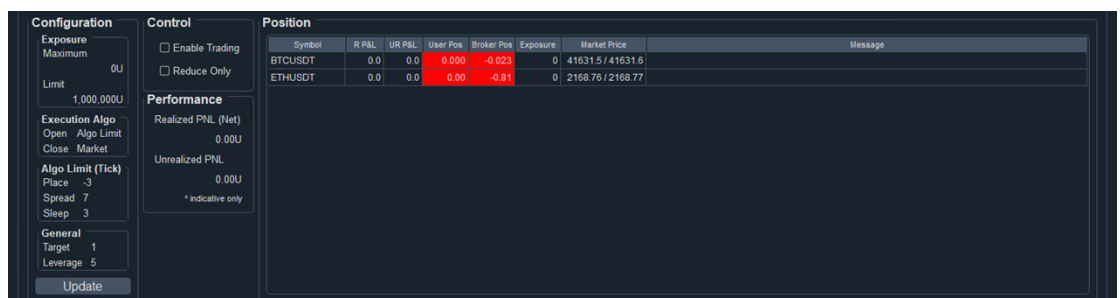 Configuration
Exposure
Maximum
0U
Limit
1,000,000U
Execution Algo
Open Algo Limit
Close Market
Algo Limit (Tick)
Place -3
Spread 7
Sleep 3
General
Target 1
Leverage 5
Update
Control
Enable Trading
Reduce Only
Performance
Realized PNL (Net)
0.00U
Unrealized PNL
0.00U
* indicative only
Position
Symbol R P&L UR P&L User Pos Broker Pos Exposure Market Price Message
BTCUSDT 0.0 0.0 0.000 -0.023 0 41631.5 / 41631.6
ETHUSDT 0.0 0.0 0.00 -0.81 0 2168.76 / 2168.77